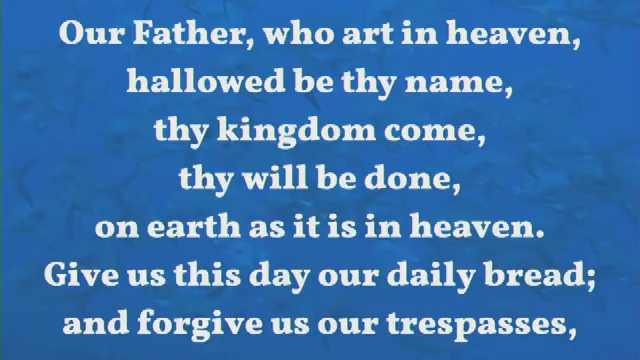 Our Father, who art in heaven,
hallowed be thy name,
thy kingdom come,
thy will be done,
on earth as it is in heaven.
Give us this day our daily bread;
and forgive us our trespasses,